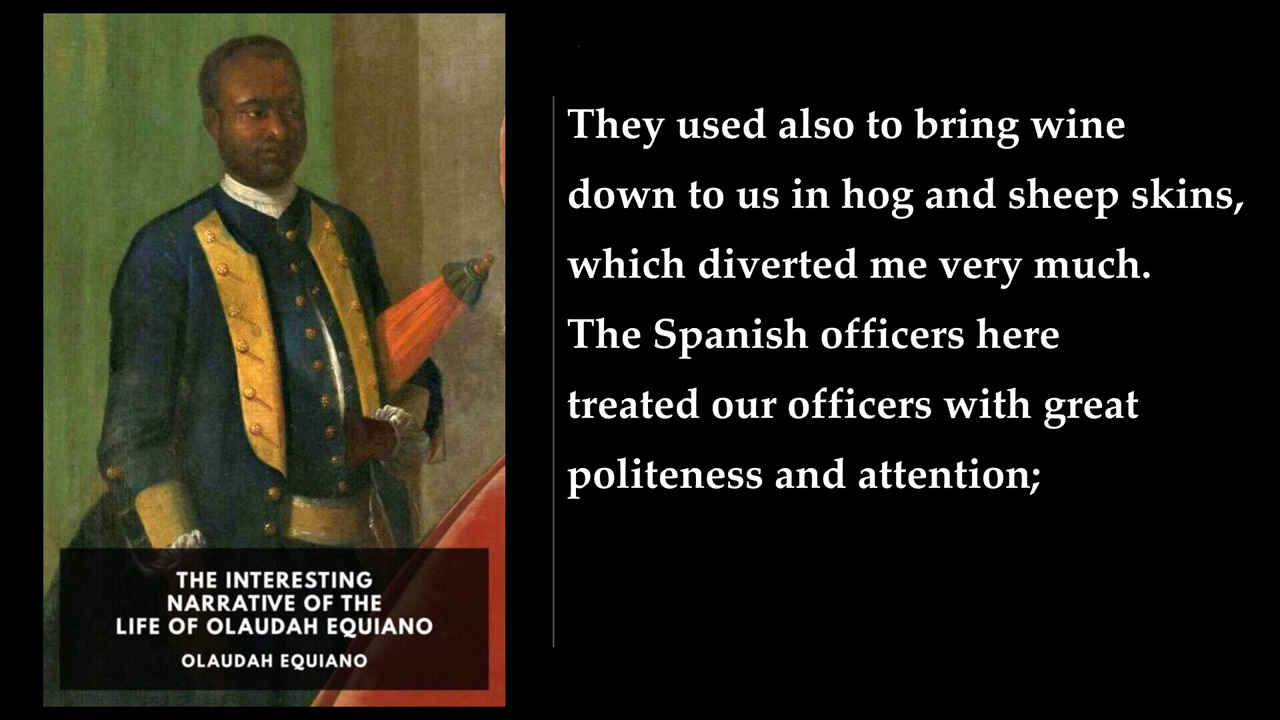 THE INTERESTING
NARRATIVE OF THE
LIFE OF OLAUDAH EQUIANO
OLAUDAH EQUIANO
They used also to bring wine
down to us in hog and sheep skins,
which diverted me very much.
The Spanish officers here
treated our officers with great
politeness and attention;